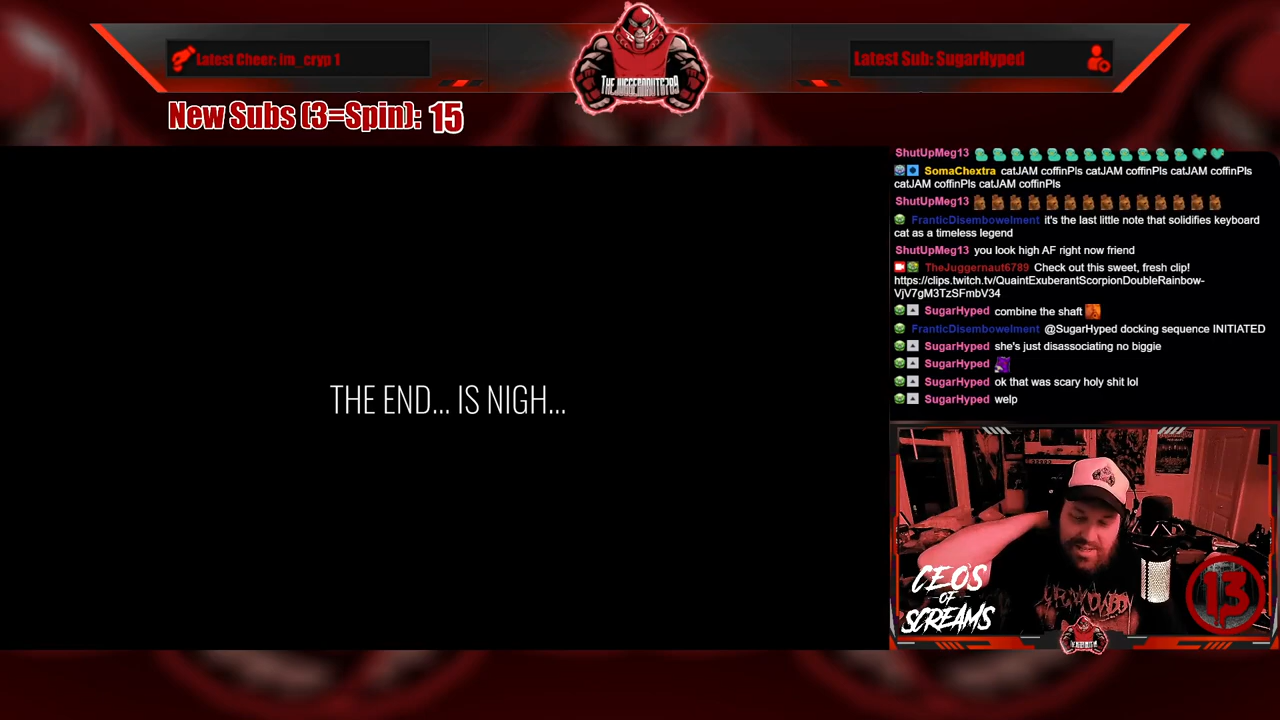 Latest Cheer: im_cryp 1
THEJUGGERNAUT6789
Latest Sub: SugarHyped
New Subs (3=Spin): 15
ShutUpMeg13
SomaChextra catJAM coffinPls catJAM coffinPls catJAM coffinPls
catJAM coffinPls catJAM coffinPls
ShutUpMeg13
FranticDisembowelment it's the last little note that solidifies keyboard
cat as a timeless legend
ShutUpMeg13 you look high AF right now friend
TheJuggernaut6789 Check out this sweet, fresh clip!
https://clips.twitch.tv/QuaintExuberantScorpionDoubleRainbow-
VjV7gM3TzSFmbV34
SugarHyped combine the shaft
FranticDisembowelment @SugarHyped docking sequence INITIATED
SugarHyped she's just disassociating no biggie
SugarHyped
SugarHyped ok that was scary holy shit lol
SugarHyped welp
THE END... IS NIGH...
CEOS
OF
SCREAMS
13